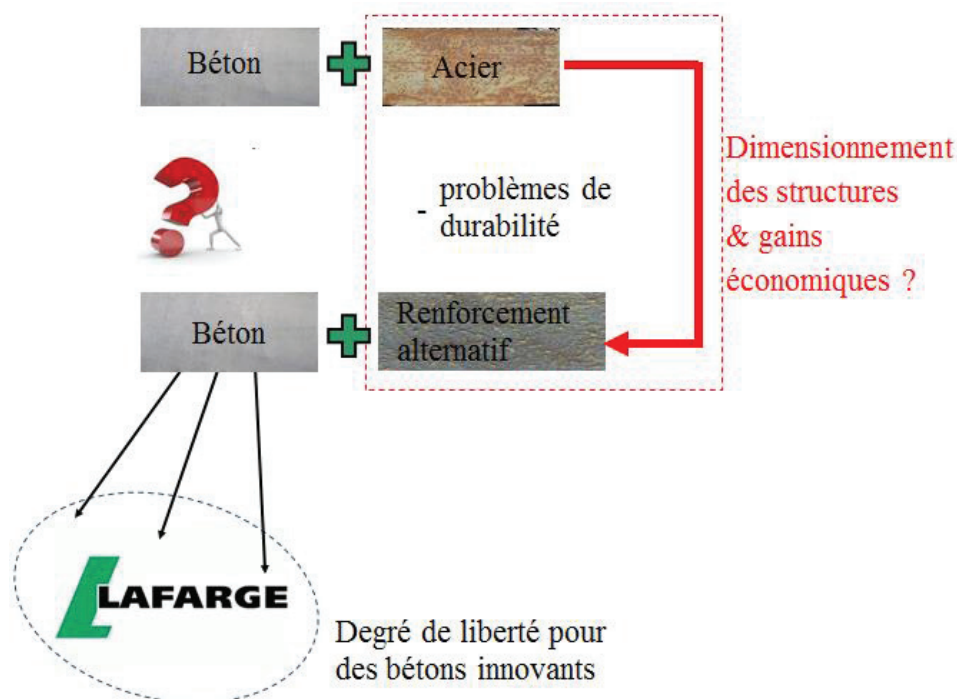 Béton
Acier
- problèmes de
durabilité
Dimensionnement
des structures
& gains
économiques ?
Béton
Renforcement
alternatif
LAFARGE
Degré de liberté pour
des bétons innovants